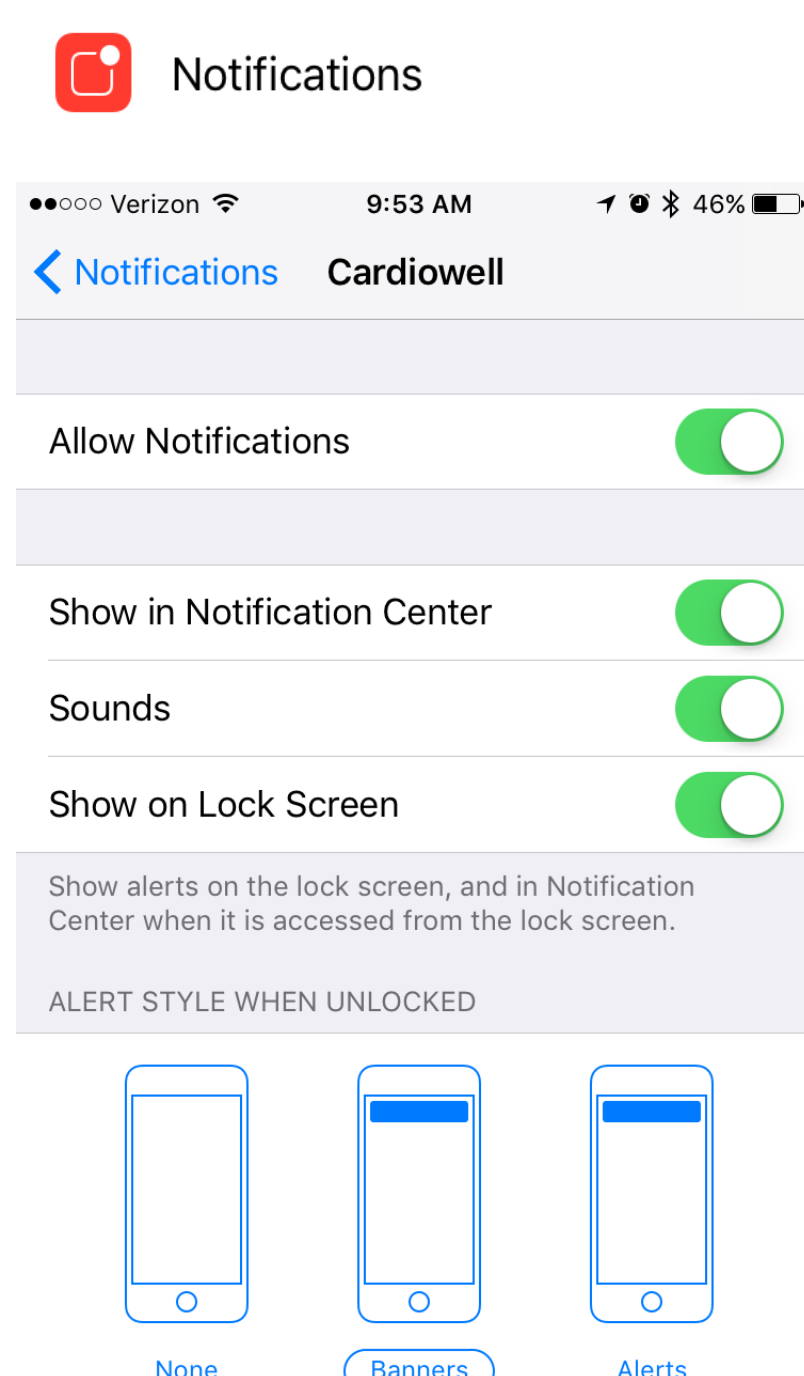 Notifications
Verizon 9:53 AM 46%
Notifications Cardiowell
Allow Notifications
Show in Notification Center
Sounds
Show on Lock Screen
Show alerts on the lock screen, and in Notification
Center when it is accessed from the lock screen.
ALERT STYLE WHEN UNLOCKED
None Banners Alerts